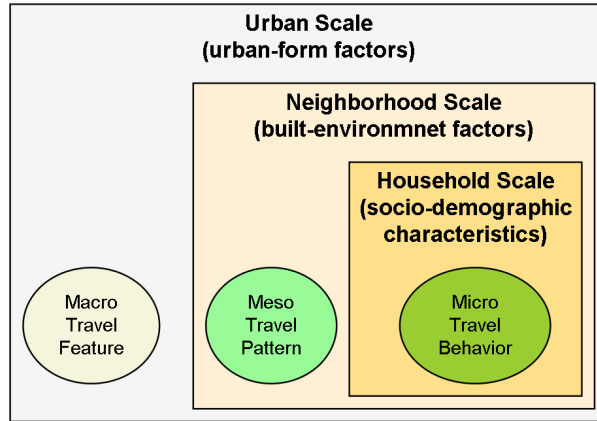 Urban Scale
(urban-form factors)
Neighborhood Scale
(built-environmnet factors)
Household Scale
(socio-demographic
characteristics)
Macro
Travel
Feature
Meso
Travel
Pattern
Micro
Travel
Behavior